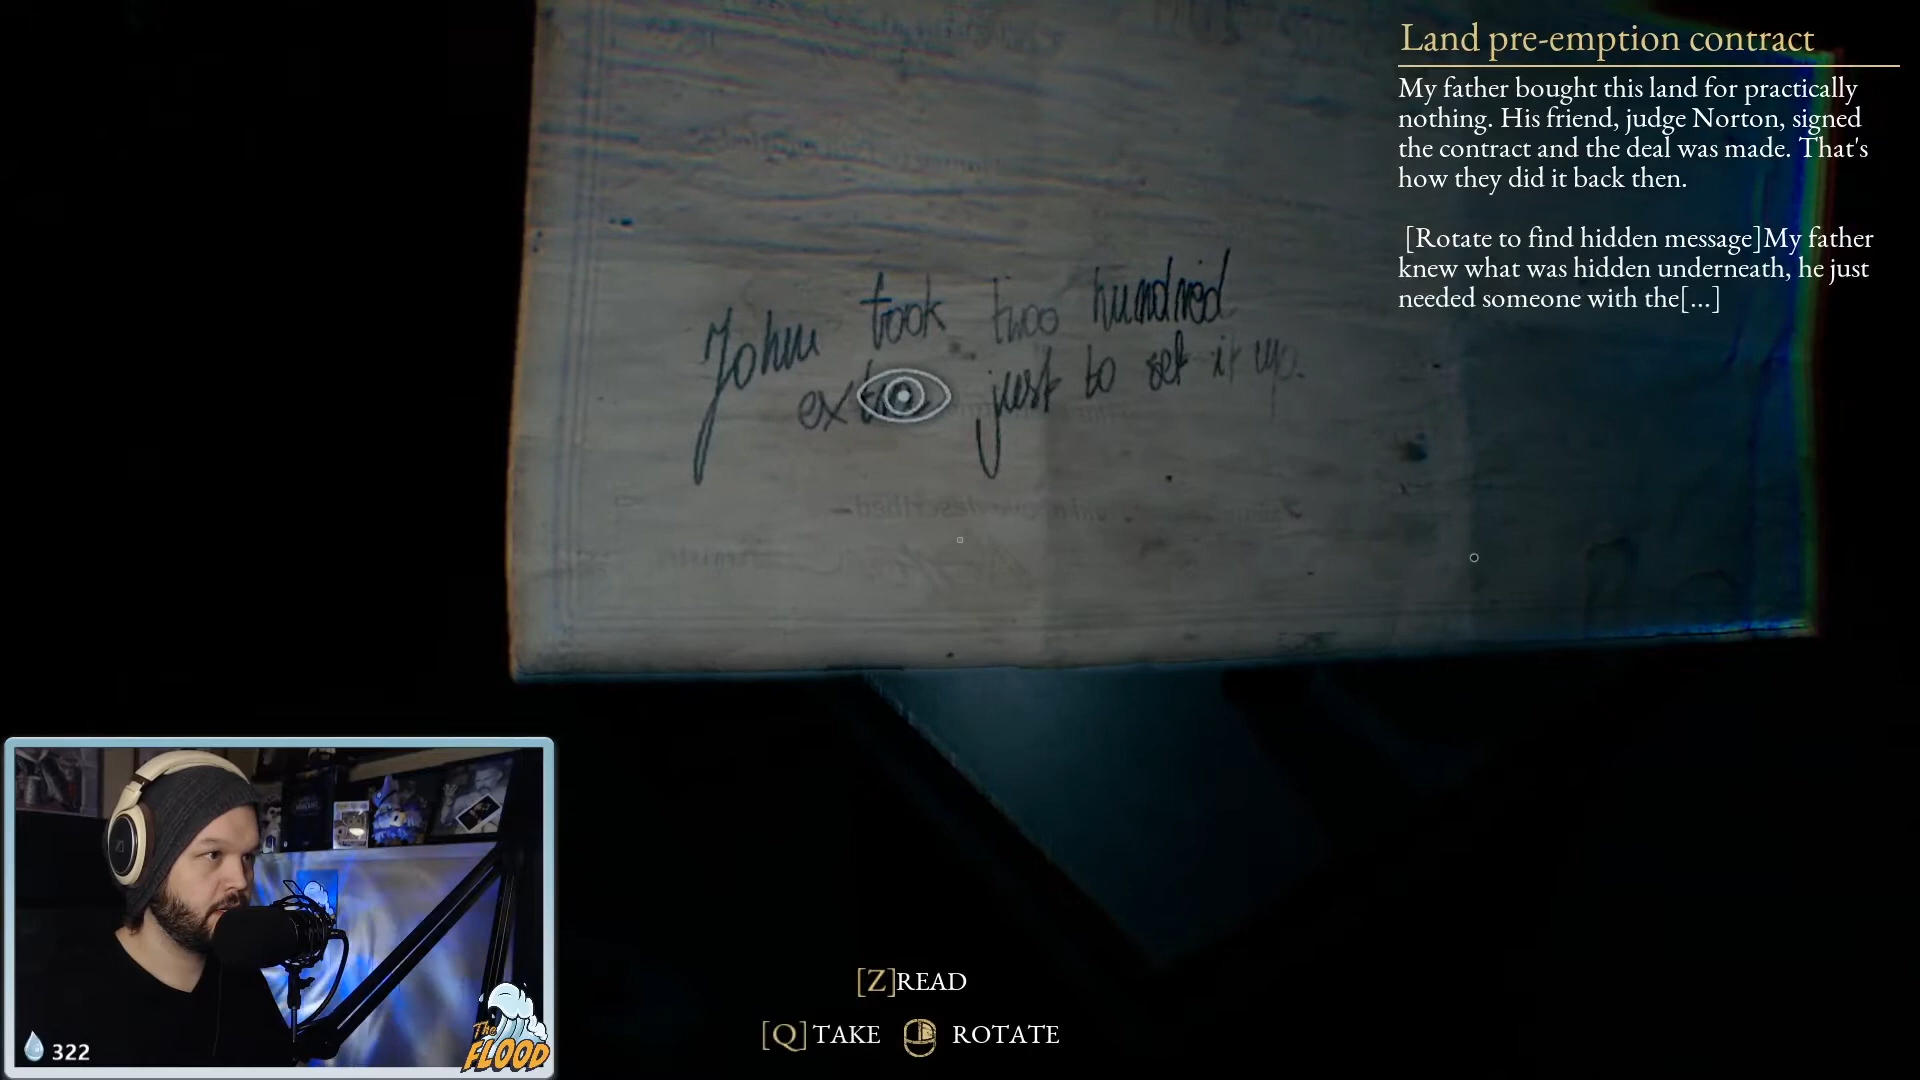 Land pre-emption contract
My father bought this land for practically
nothing. His friend, judge Norton, signed
the contract and the deal was made. That's
how they did it back then.
[Rotate to find hidden message]My father
knew what was hidden underneath, he just
needed someone with the[...]
John took two hundred
extra just to set it up.
[Z]READ
[Q]TAKE ROTATE
322
The
FLOOD